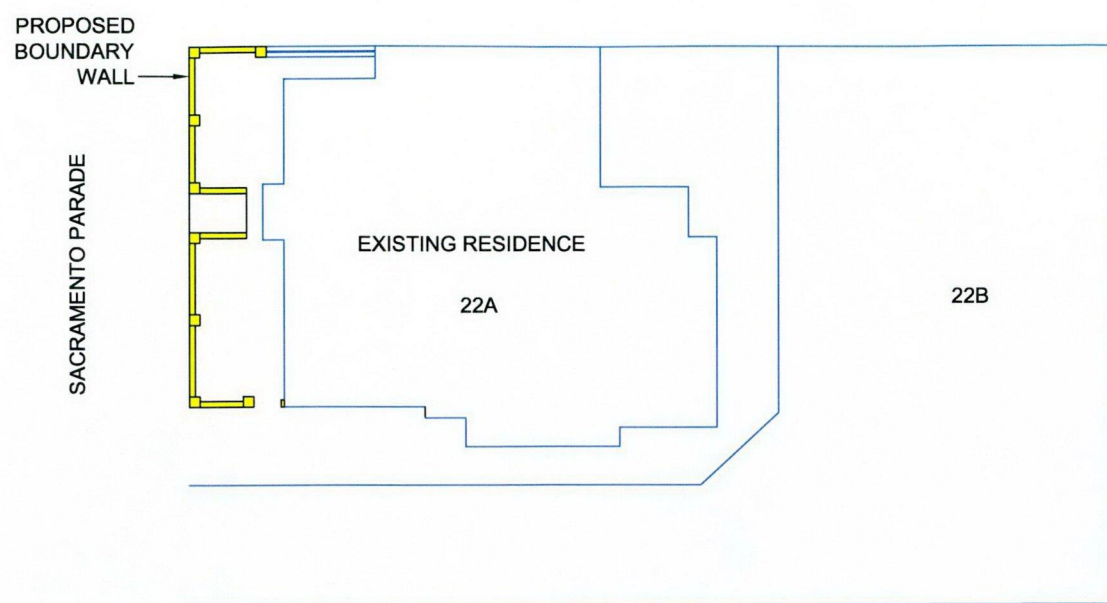 PROPOSED
BOUNDARY
WALL
SACRAMENTO PARADE
EXISTING RESIDENCE
22A
22B